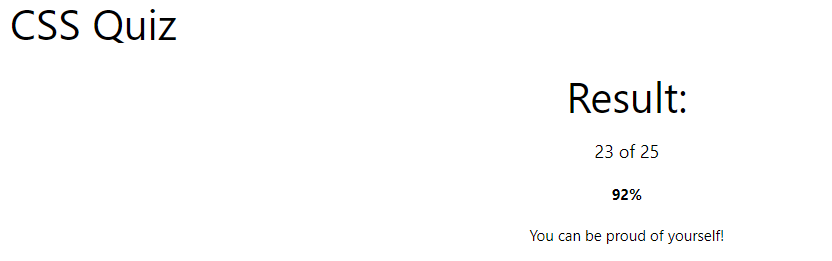 CSS Quiz
Result:
23 of 25
92%
You can be proud of yourself!